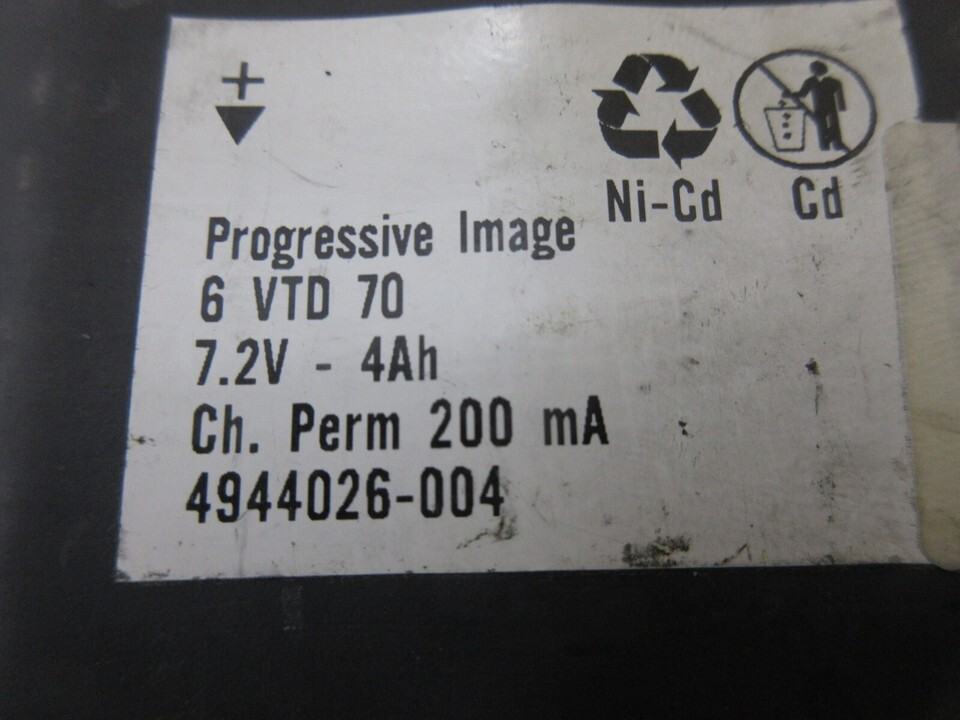 +
Ni-Cd Cd
Progressive Image
6 VTD 70
7.2V - 4Ah
Ch. Perm 200 mA
4944026-004